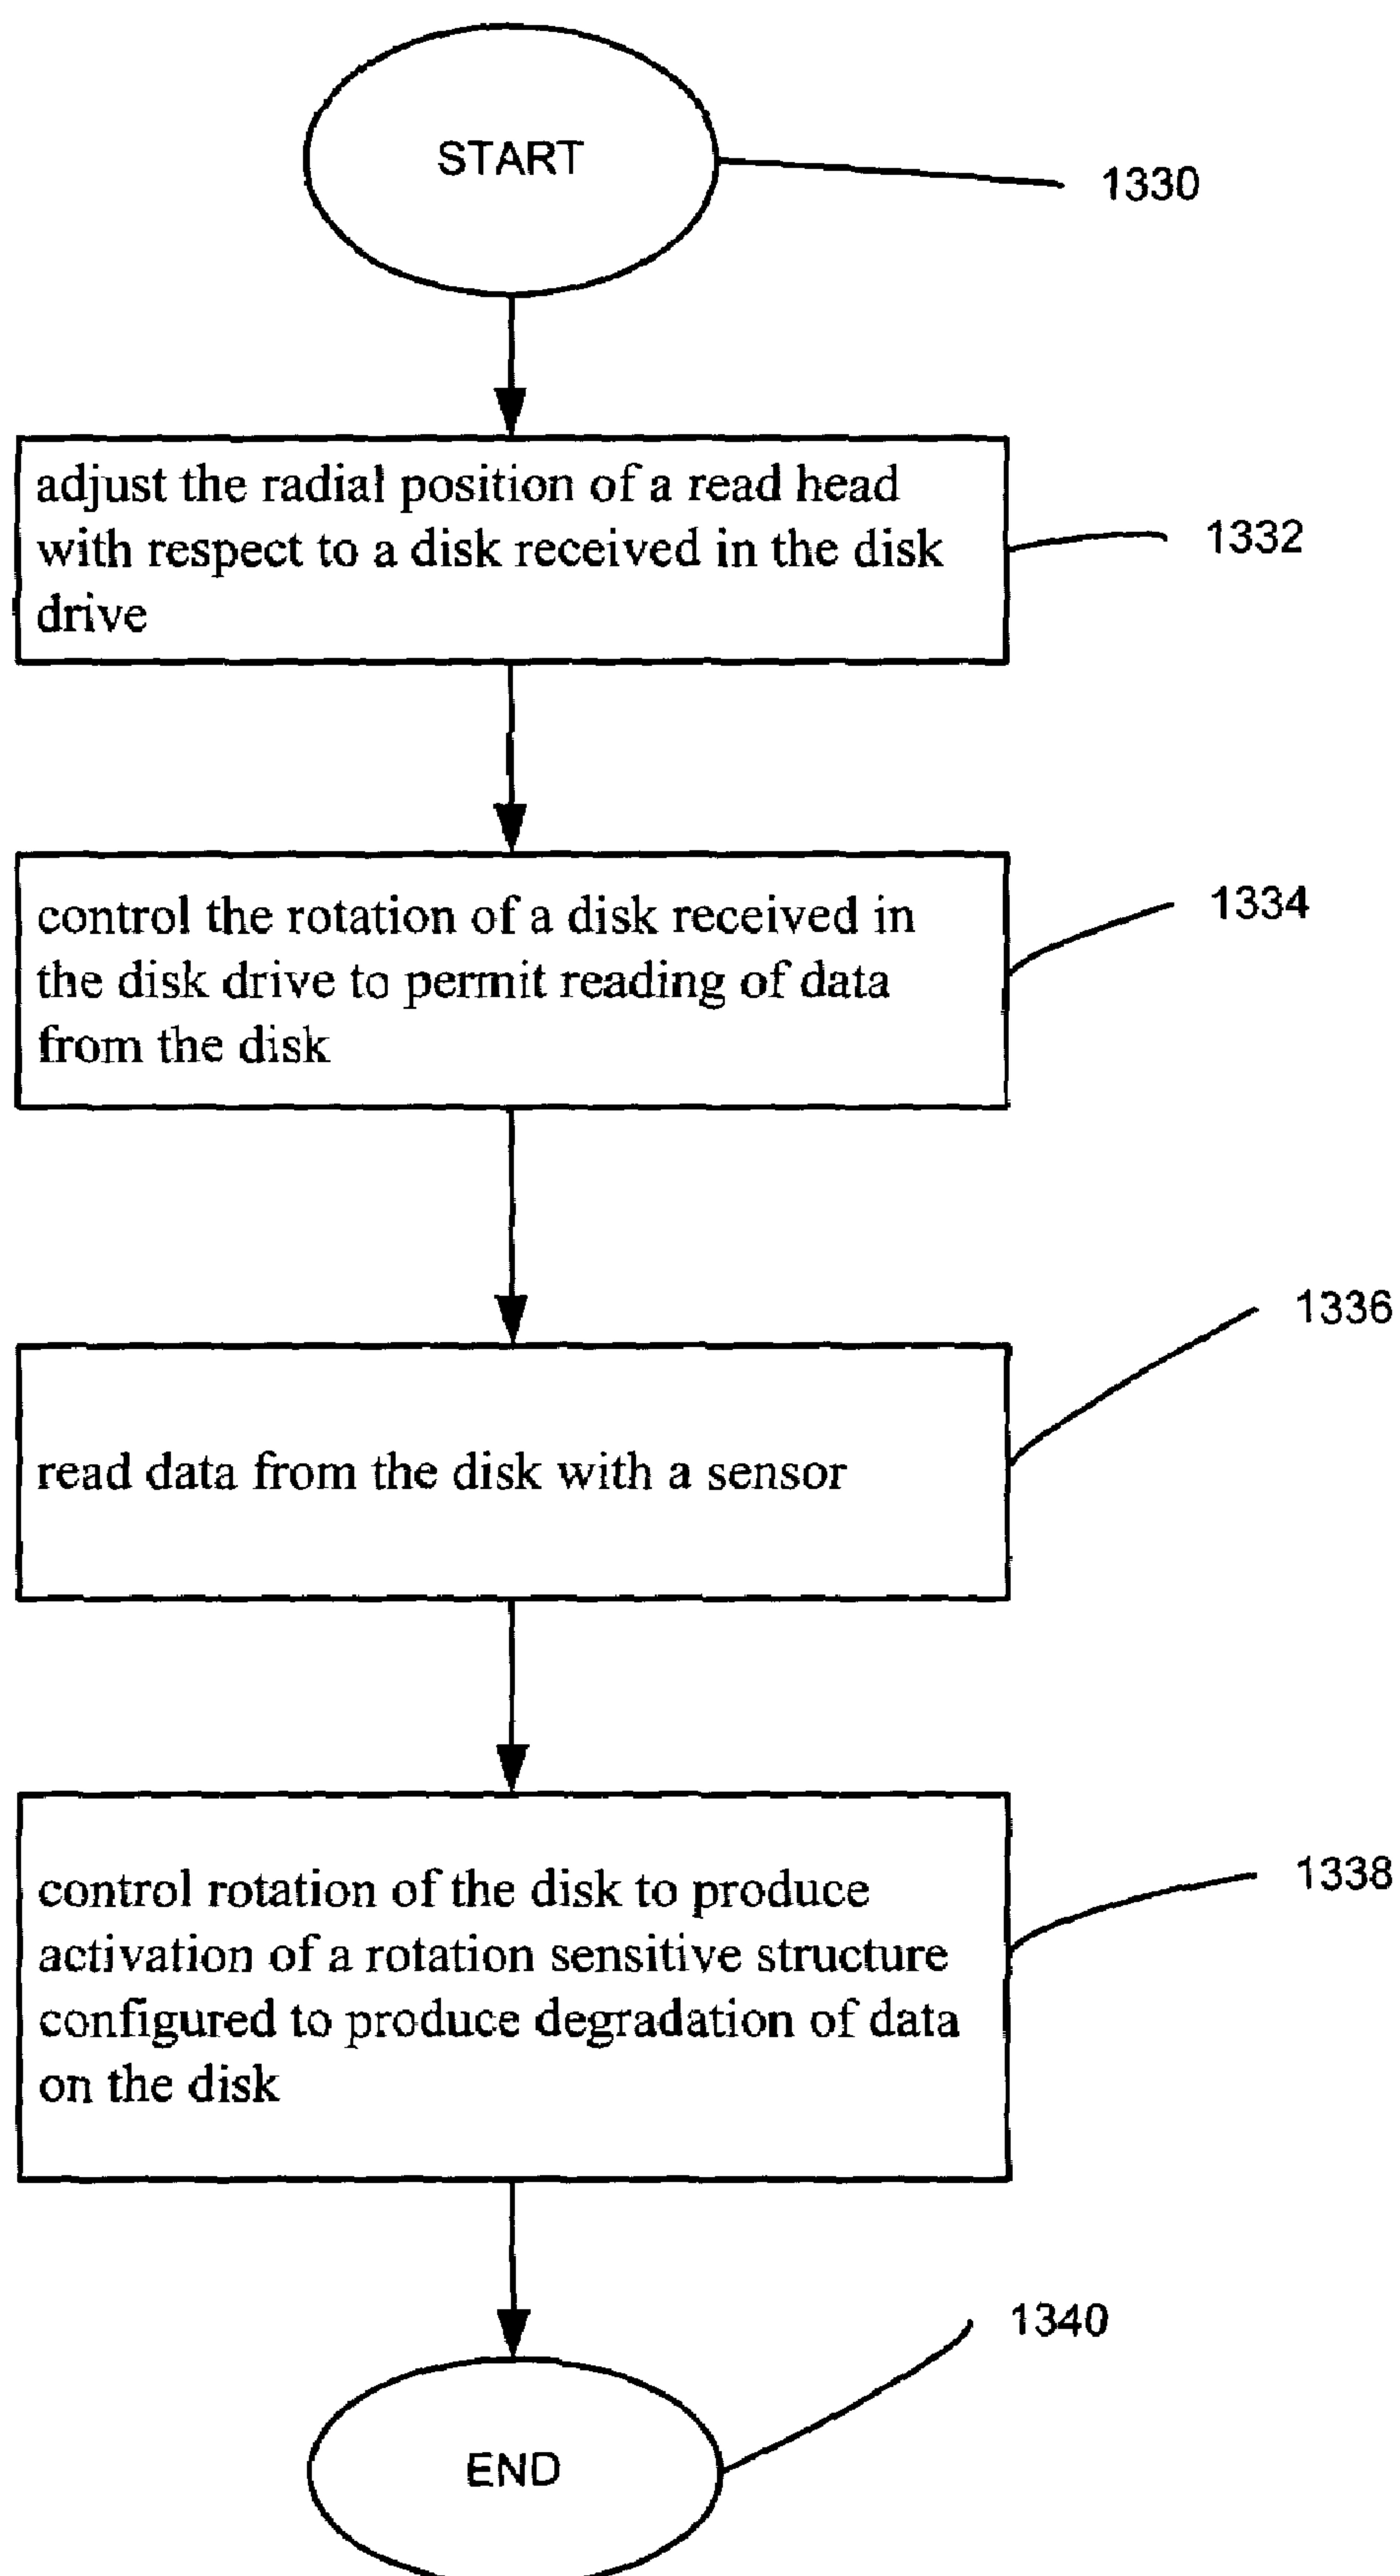 START
1330
adjust the radial position of a read head
with respect to a disk received in the disk
drive
1332
control the rotation of a disk received in
the disk drive to permit reading of data
from the disk
1334
read data from the disk with a sensor
1336
control rotation of the disk to produce
activation of a rotation sensitive structure
configured to produce degradation of data
on the disk
1338
END
1340